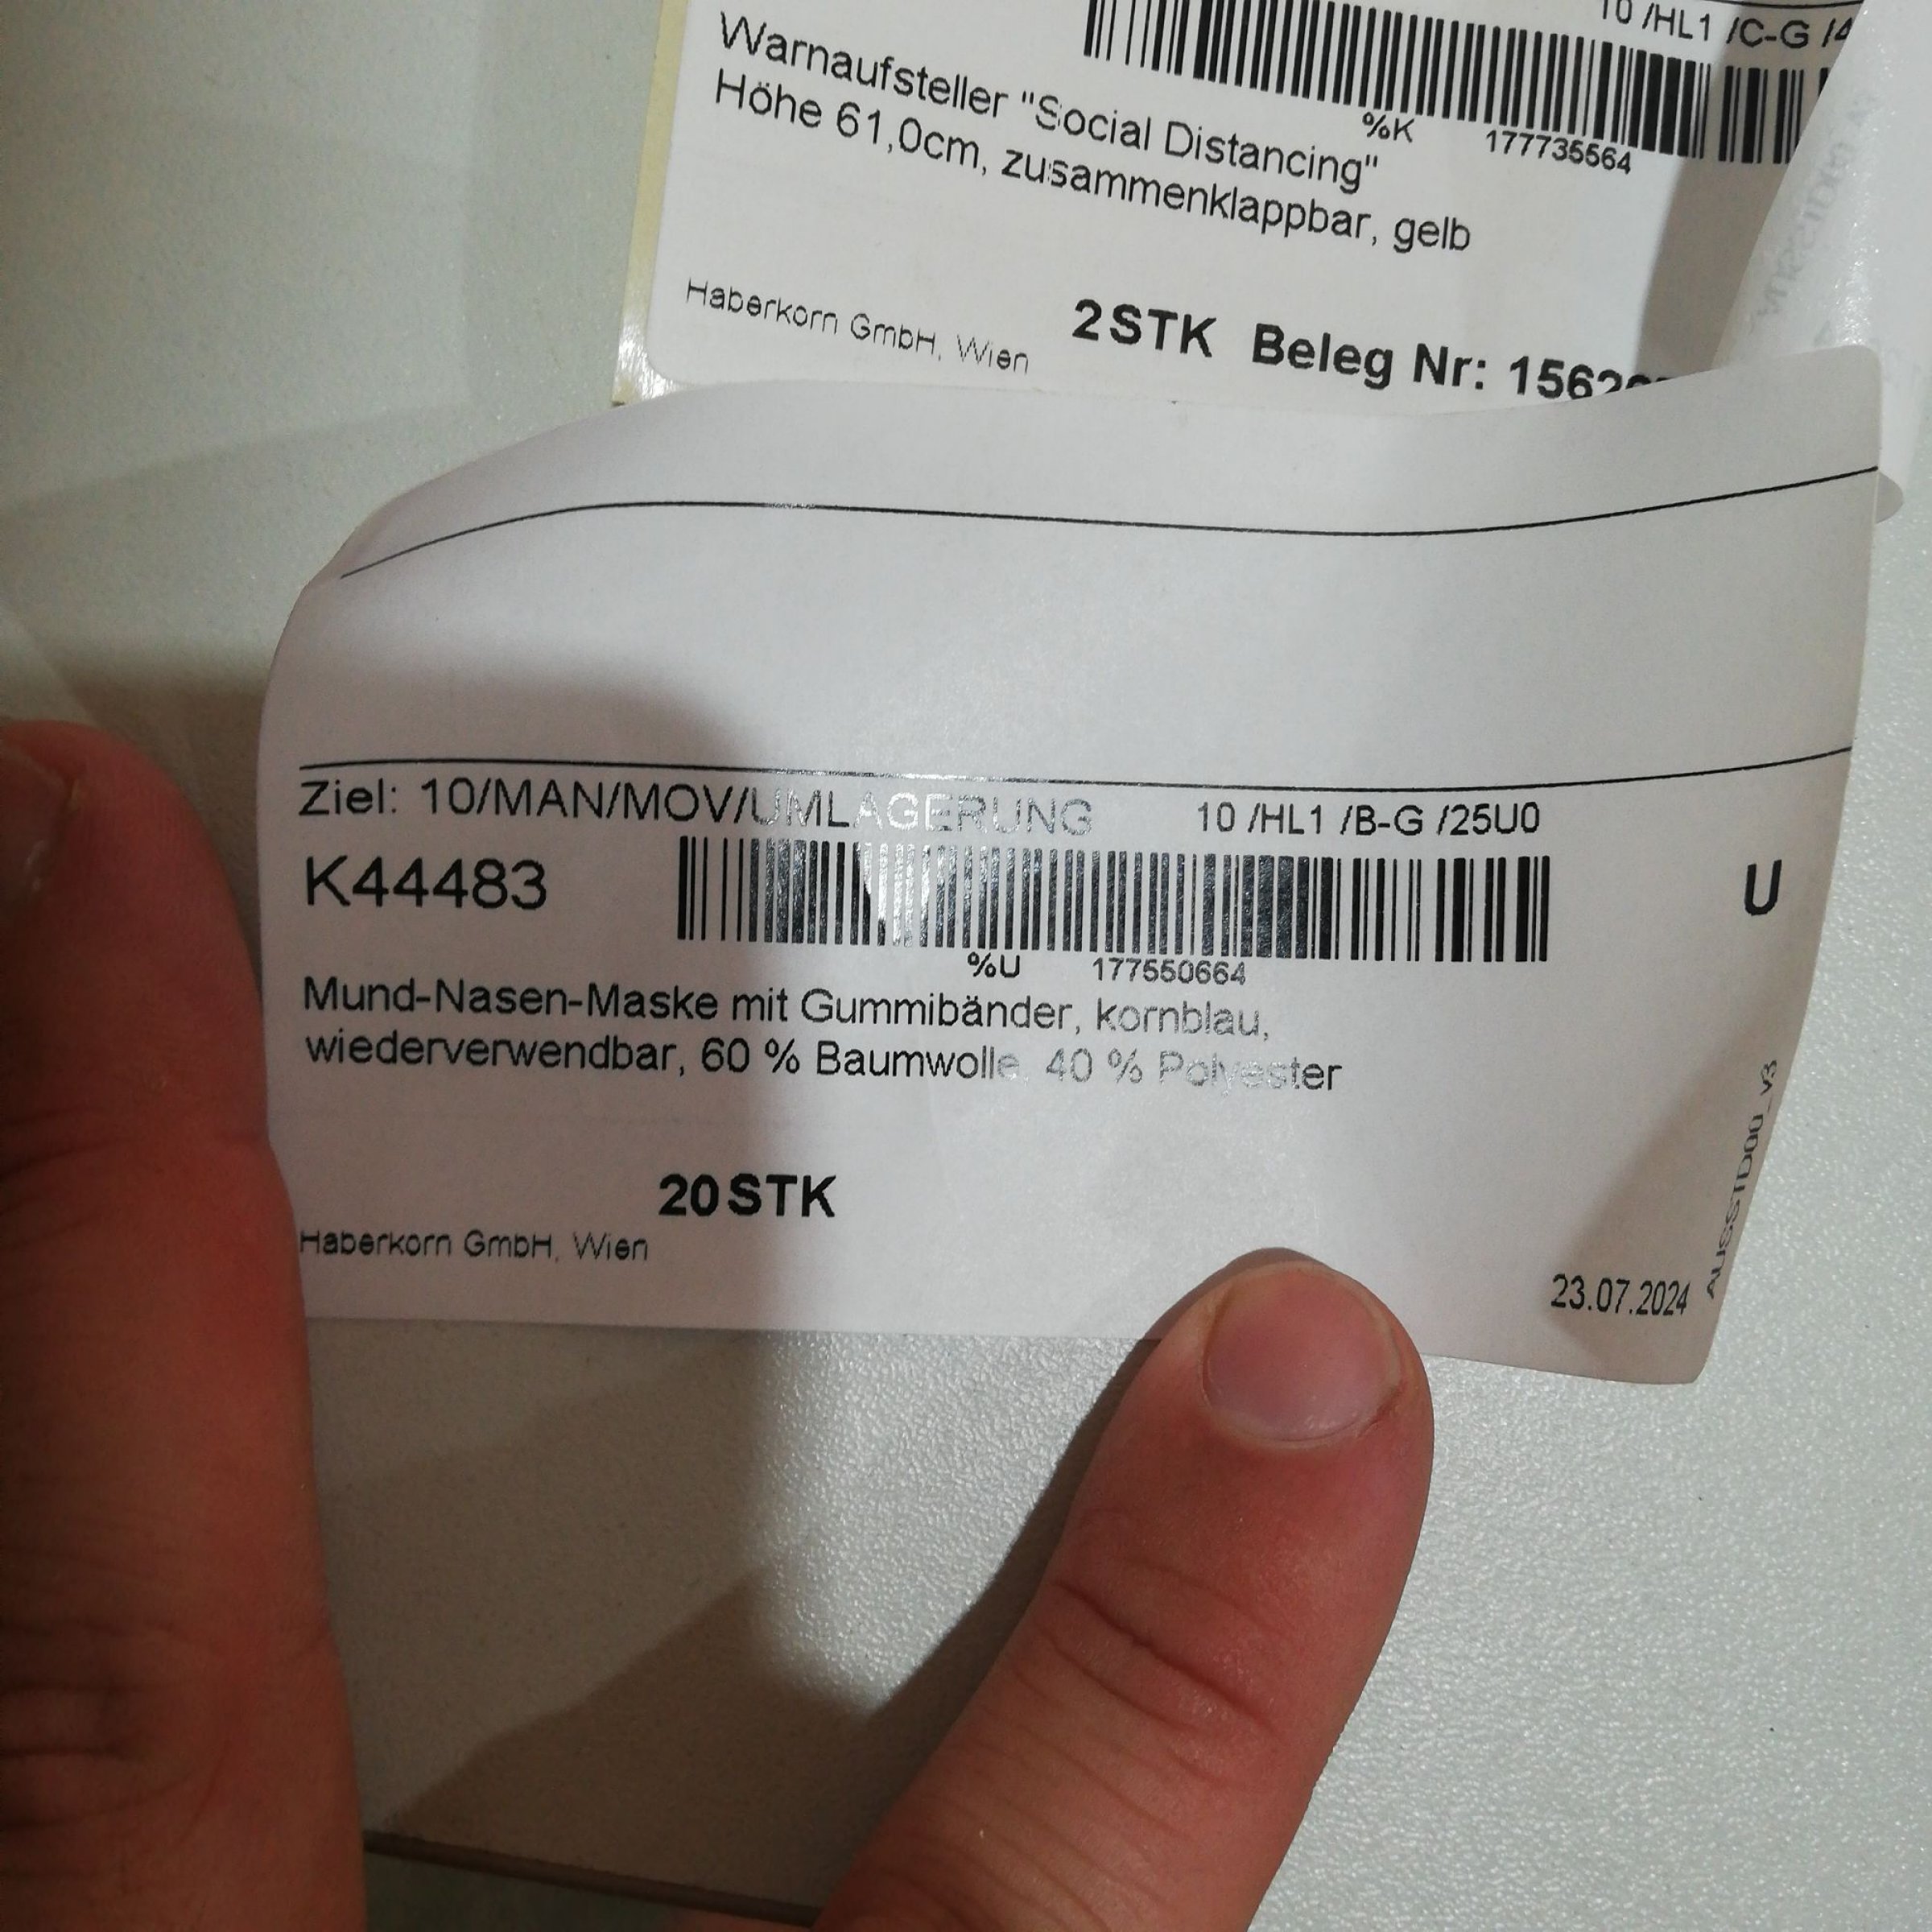 10 /HL1 /C-G /4
%K 177735564
Warnaufsteller "Social Distancing"
Höhe 61,0cm, zusammenklappbar, gelb
Haberkorn GmbH, Wien 2STK Beleg Nr:
Ziel: 10/MAN/MOV/UMLAGERUNG 10 /HL1 /B-G /25U0
K44483 U
%U 177550664
Mund-Nasen-Maske mit Gummibänder, kornblau,
wiederverwendbar, 60 % Baumwolle, 40 % Polyester
20STK
Haberkorn GmbH, Wien
23.07.2024
AUSSTD00_v3